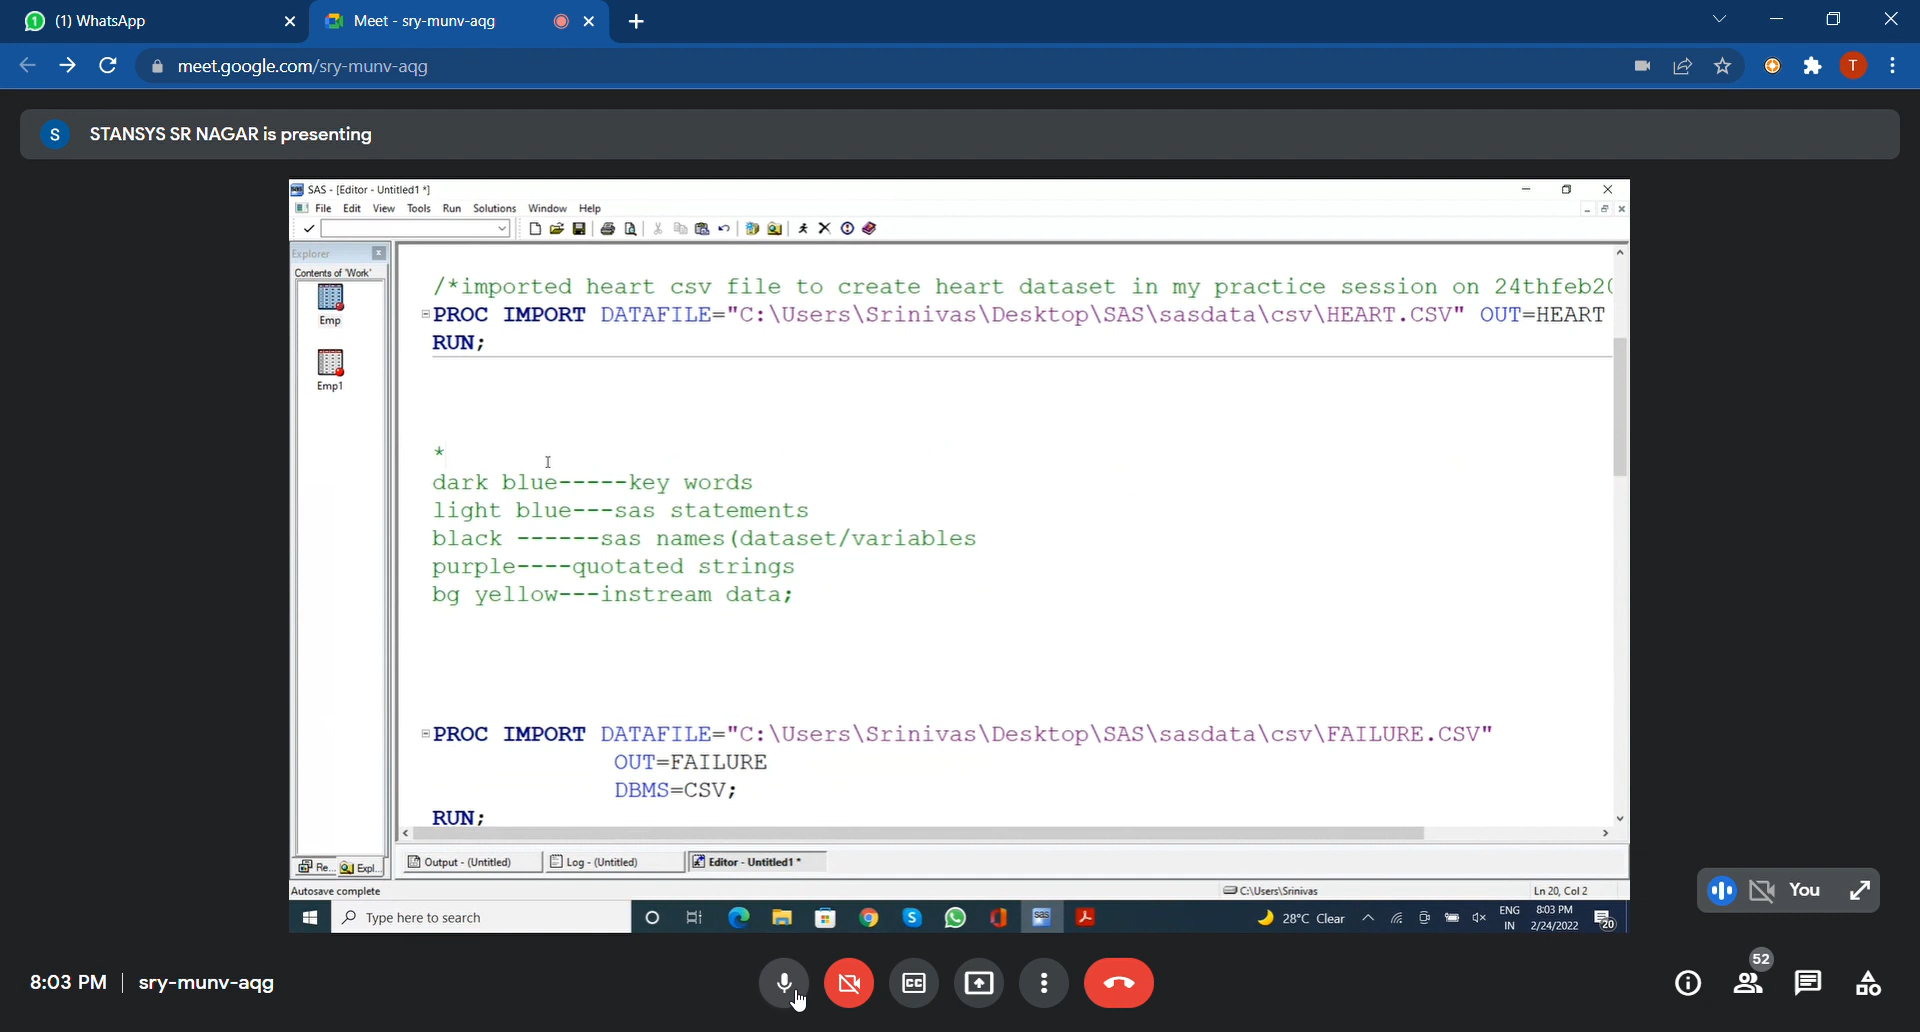 (1) WhatsApp
Meet - sry-munv-aqg
meet.google.com/sry-munv-aqg
T
S STANSYS SR NAGAR is presenting
SAS - [Editor - Untitled1 *]
File Edit View Tools Run Solutions Window Help
Explorer
Contents of 'Work'
Emp
Emp1
/*imported heart csv file to create heart dataset in my practice session on 24thfeb20
PROC IMPORT DATAFILE="C:\Users\Srinivas\Desktop\SAS\sasdata\csv\HEART.CSV" OUT=HEART
RUN;
*
dark blue-----key words
light blue---sas statements
black ------sas names(dataset/variables
purple----quotated strings
bg yellow---instream data;
PROC IMPORT DATAFILE="C:\Users\Srinivas\Desktop\SAS\sasdata\csv\FAILURE.CSV"
OUT=FAILURE
DBMS=CSV;
RUN;
Re... Expl...
Output - (Untitled) Log - (Untitled) Editor - Untitled1 *
Autosave complete C:\Users\Srinivas Ln 20, Col 2
Type here to search
28°C Clear
ENG
IN
8:03 PM
2/24/2022
20
You
8:03 PM | sry-munv-aqg
CC
52